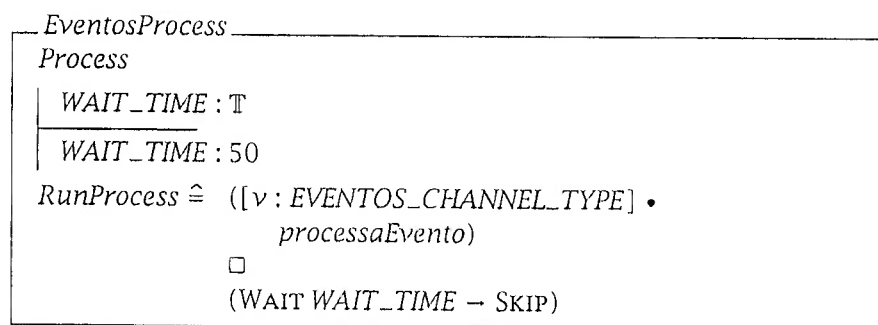 EventosProcess
Process
WAIT_TIME : 𝕋
WAIT_TIME : 50
RunProcess ≙ ([v : EVENTOS_CHANNEL_TYPE] •
processaEvento)
□
(WAIT WAIT_TIME → SKIP)